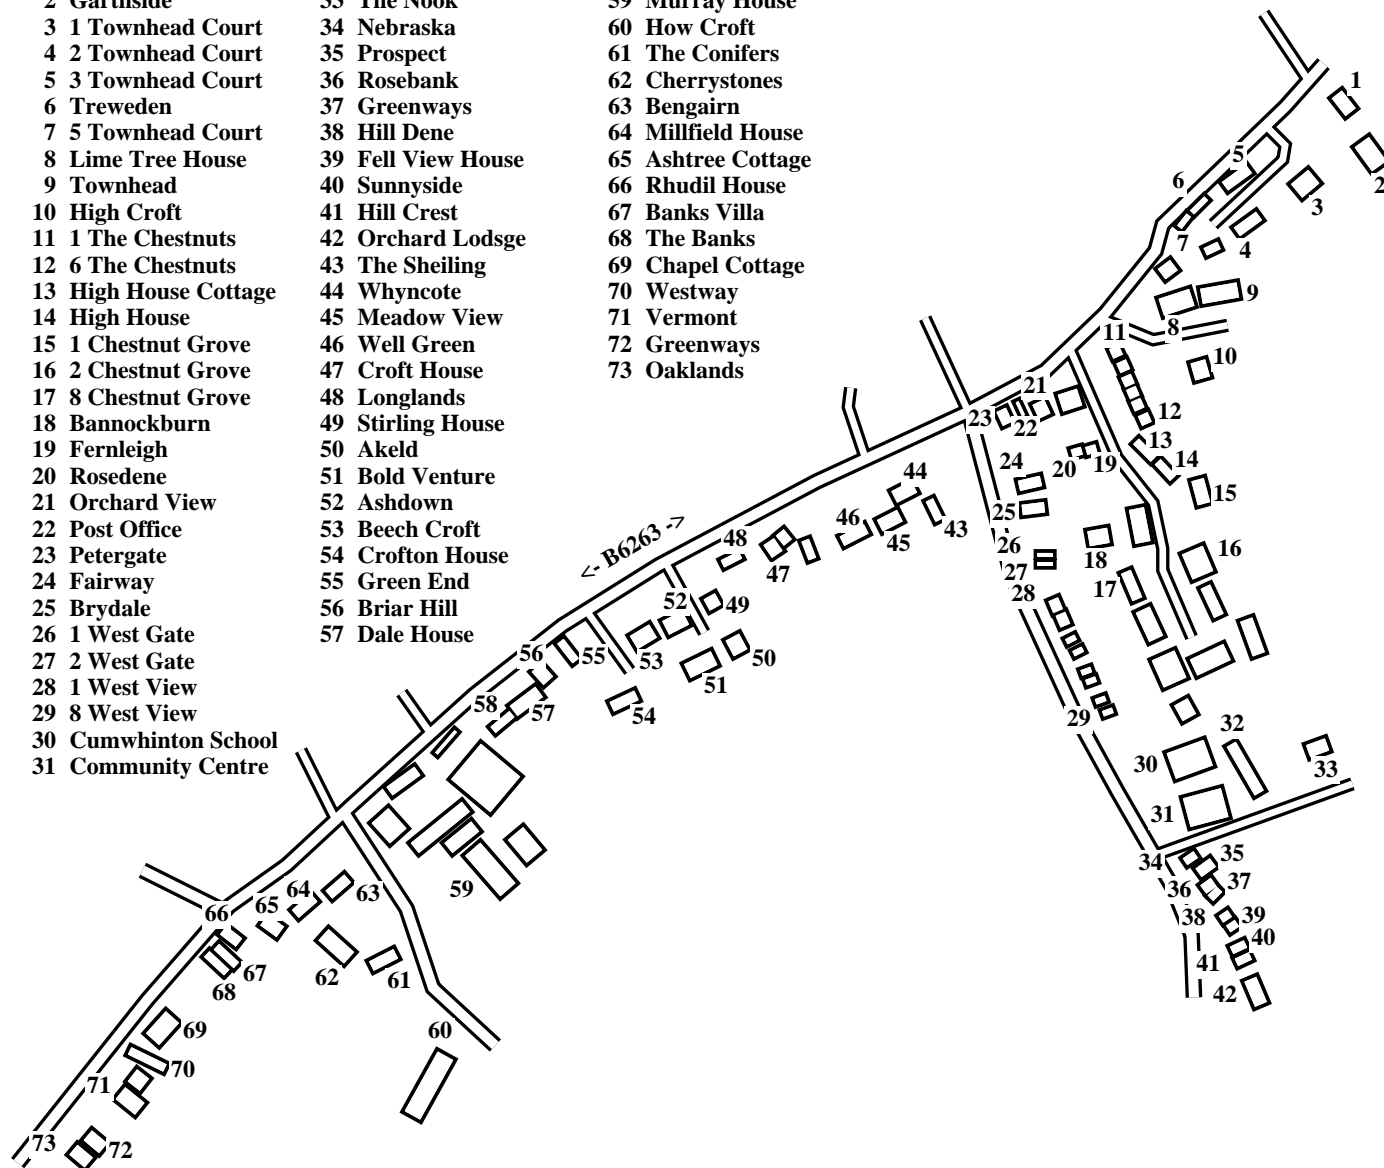 2 Garthside
3 1 Townhead Court
4 2 Townhead Court
5 3 Townhead Court
6 Treweden
7 5 Townhead Court
8 Lime Tree House
9 Townhead
10 High Croft
11 1 The Chestnuts
12 6 The Chestnuts
13 High House Cottage
14 High House
15 1 Chestnut Grove
16 2 Chestnut Grove
17 8 Chestnut Grove
18 Bannockburn
19 Fernleigh
20 Rosedene
21 Orchard View
22 Post Office
23 Petergate
24 Fairway
25 Brydale
26 1 West Gate
27 2 West Gate
28 1 West View
29 8 West View
30 Cumwhinton School
31 Community Centre
33 The Nook
34 Nebraska
35 Prospect
36 Rosebank
37 Greenways
38 Hill Dene
39 Fell View House
40 Sunnyside
41 Hill Crest
42 Orchard Lodsge
43 The Sheiling
44 Whyncote
45 Meadow View
46 Well Green
47 Croft House
48 Longlands
49 Stirling House
50 Akeld
51 Bold Venture
52 Ashdown
53 Beech Croft
54 Crofton House
55 Green End
56 Briar Hill
57 Dale House
59 Murray House
60 How Croft
61 The Conifers
62 Cherrystones
63 Bengairn
64 Millfield House
65 Ashtree Cottage
66 Rhudil House
67 Banks Villa
68 The Banks
69 Chapel Cottage
70 Westway
71 Vermont
72 Greenways
73 Oaklands
1
2
3
4
5
6
7
8
9
10
11
12
13
14
15
16
17
18
19
20
21
22
23
24
25
26
27
28
29
30
31
32
33
34
35
36
37
38
39
40
41
42
43
44
45
46
47
48
<- B6263 ->
49
50
51
52
53
54
55
56
57
58
59
60
61
62
63
64
65
66
67
68
69
70
71
72
73